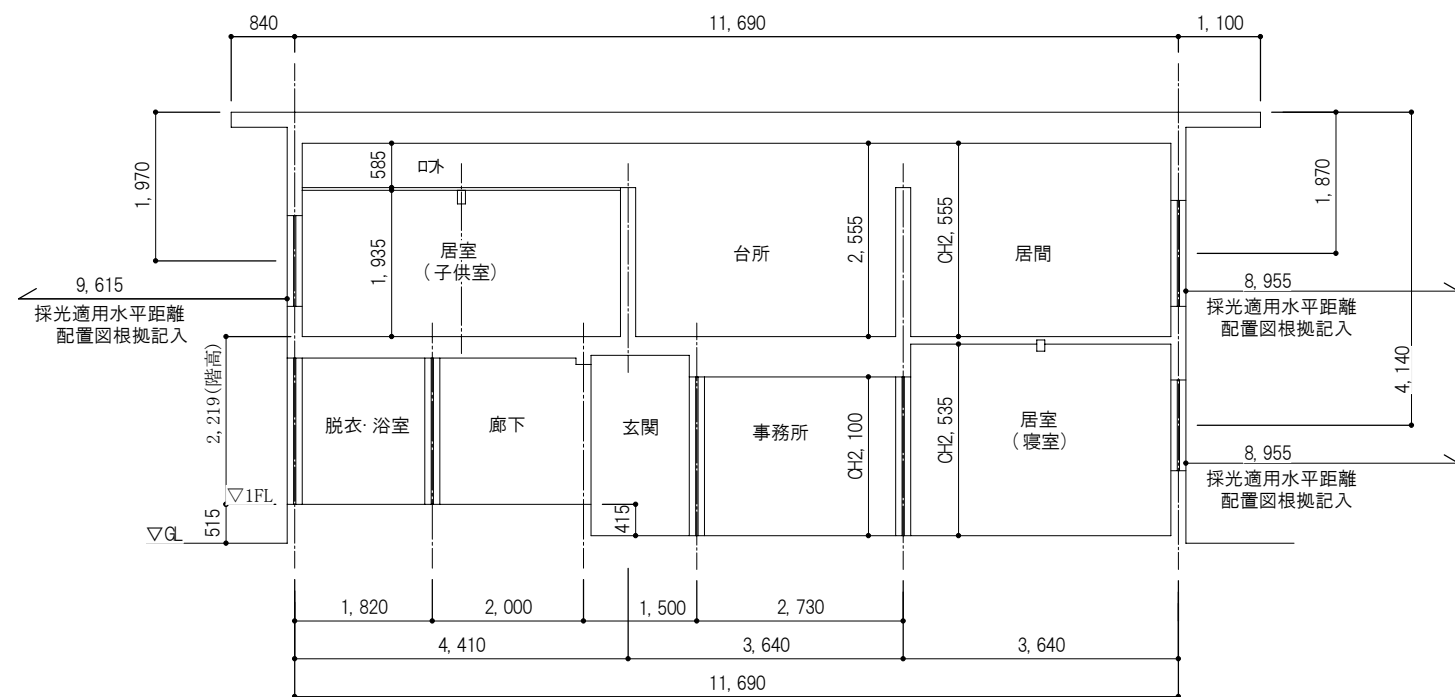 840
11,690
1,100
1,970
585
ロフト
1,935
居室
(子供室)
台所
2,555
CH2,555
居間
1,870
4,140
9,615
採光適用水平距離
配置図根拠記入
8,955
採光適用水平距離
配置図根拠記入
2,219(階高)
脱衣・浴室
廊下
玄関
事務所
CH2,100
CH2,535
居室
(寝室)
8,955
採光適用水平距離
配置図根拠記入
▽1FL
515
415
▽GL
1,820
2,000
1,500
2,730
4,410
3,640
3,640
11,690